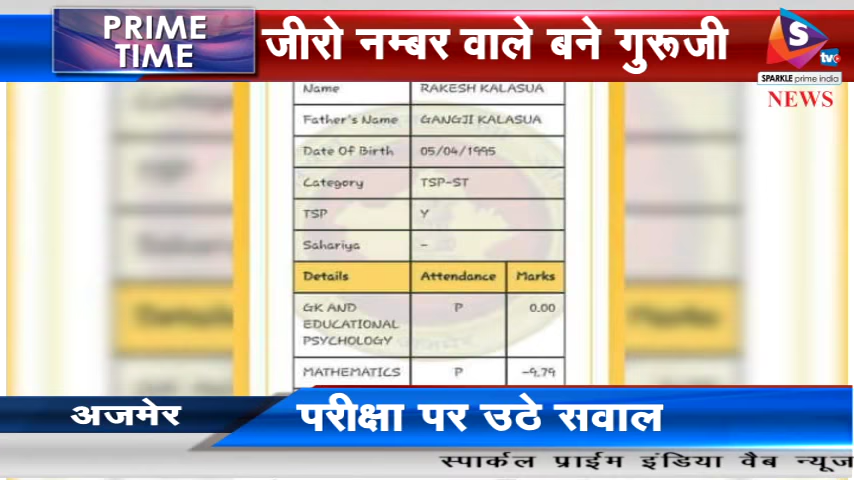 PRIME
TIME
जीरो नम्बर वाले बने गुरूजी
S
tv
SPARKLE prime india
NEWS
Name RAKESH KALASUA
Father's Name GANGJI KALASUA
Date Of Birth 05/04/1995
Category TSP-ST
TSP Y
Sahariya -
Details Attendance Marks
GK AND EDUCATIONAL PSYCHOLOGY P 0.00
MATHEMATICS P -9.79
अजमेर
परीक्षा पर उठे सवाल
स्पार्कल प्राईम इंडिया वैब न्यूज